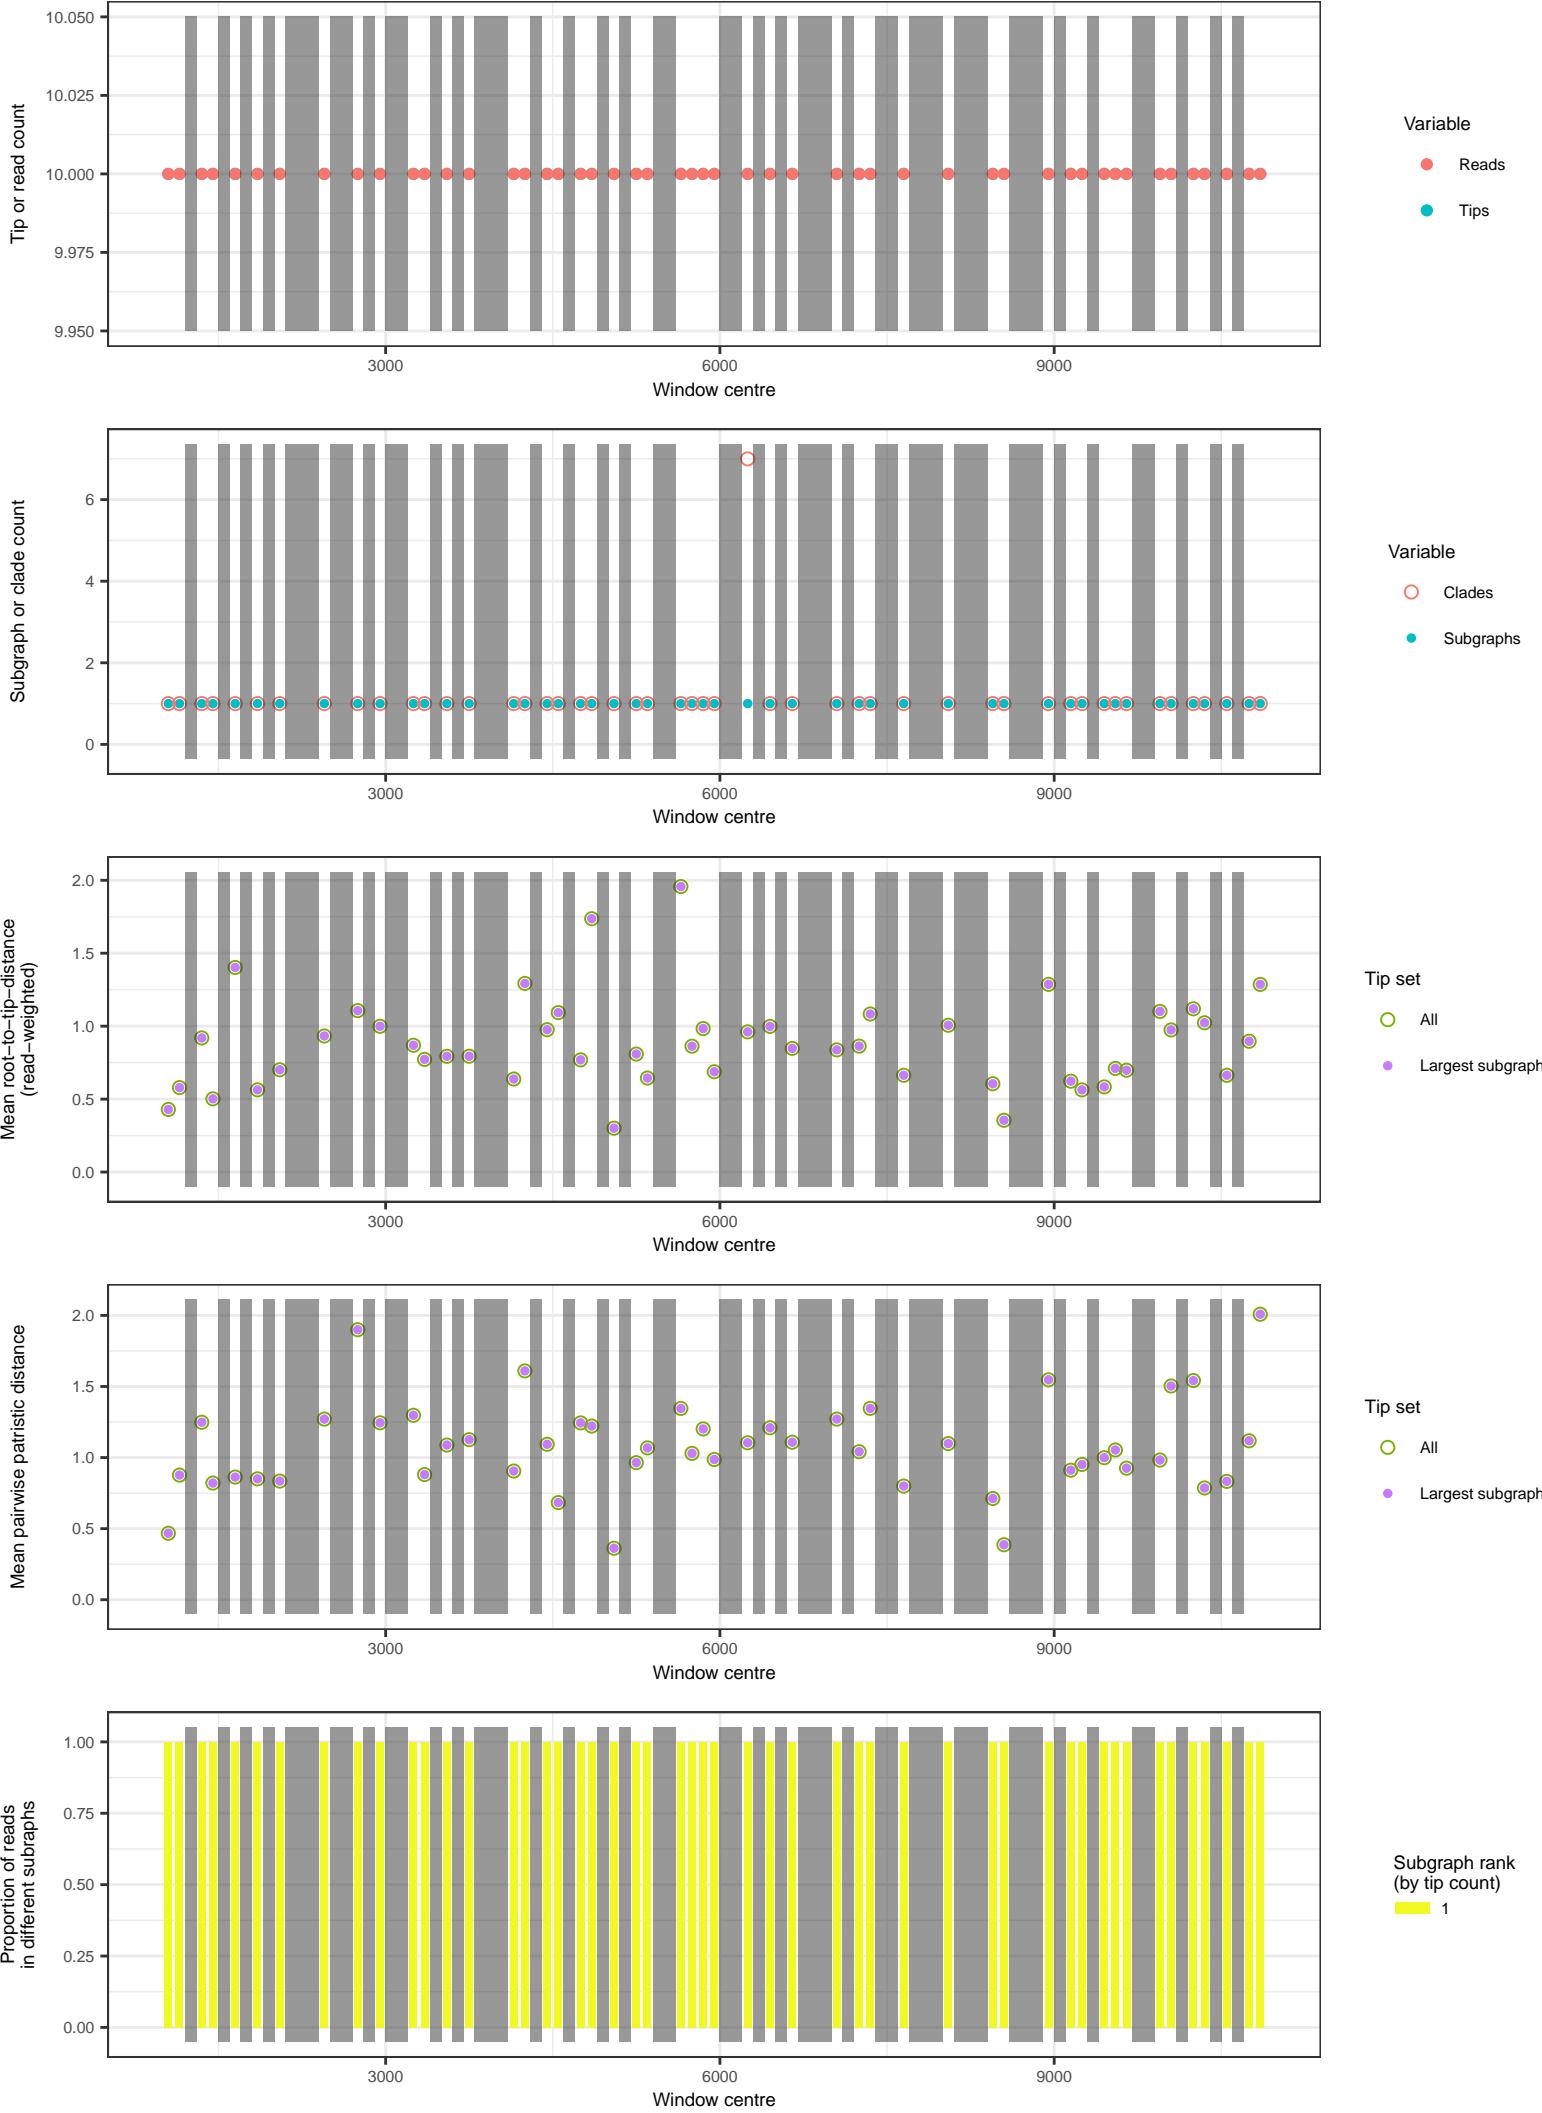 10.050
10.025
10.000
9.975
9.950
Tip or read count
3000
6000
9000
Window centre
Variable
Reads
Tips
6
4
2
0
Subgraph or clade count
3000
6000
9000
Window centre
Variable
Clades
Subgraphs
2.0
1.5
1.0
0.5
0.0
Mean root−to−tip−distance
(read−weighted)
3000
6000
9000
Window centre
Tip set
All
Largest subgraph
2.0
1.5
1.0
0.5
0.0
Mean pairwise patristic distance
3000
6000
9000
Window centre
Tip set
All
Largest subgraph
1.00
0.75
0.50
0.25
0.00
Proportion of reads
in different subraphs
3000
6000
9000
Window centre
Subgraph rank
(by tip count)
1